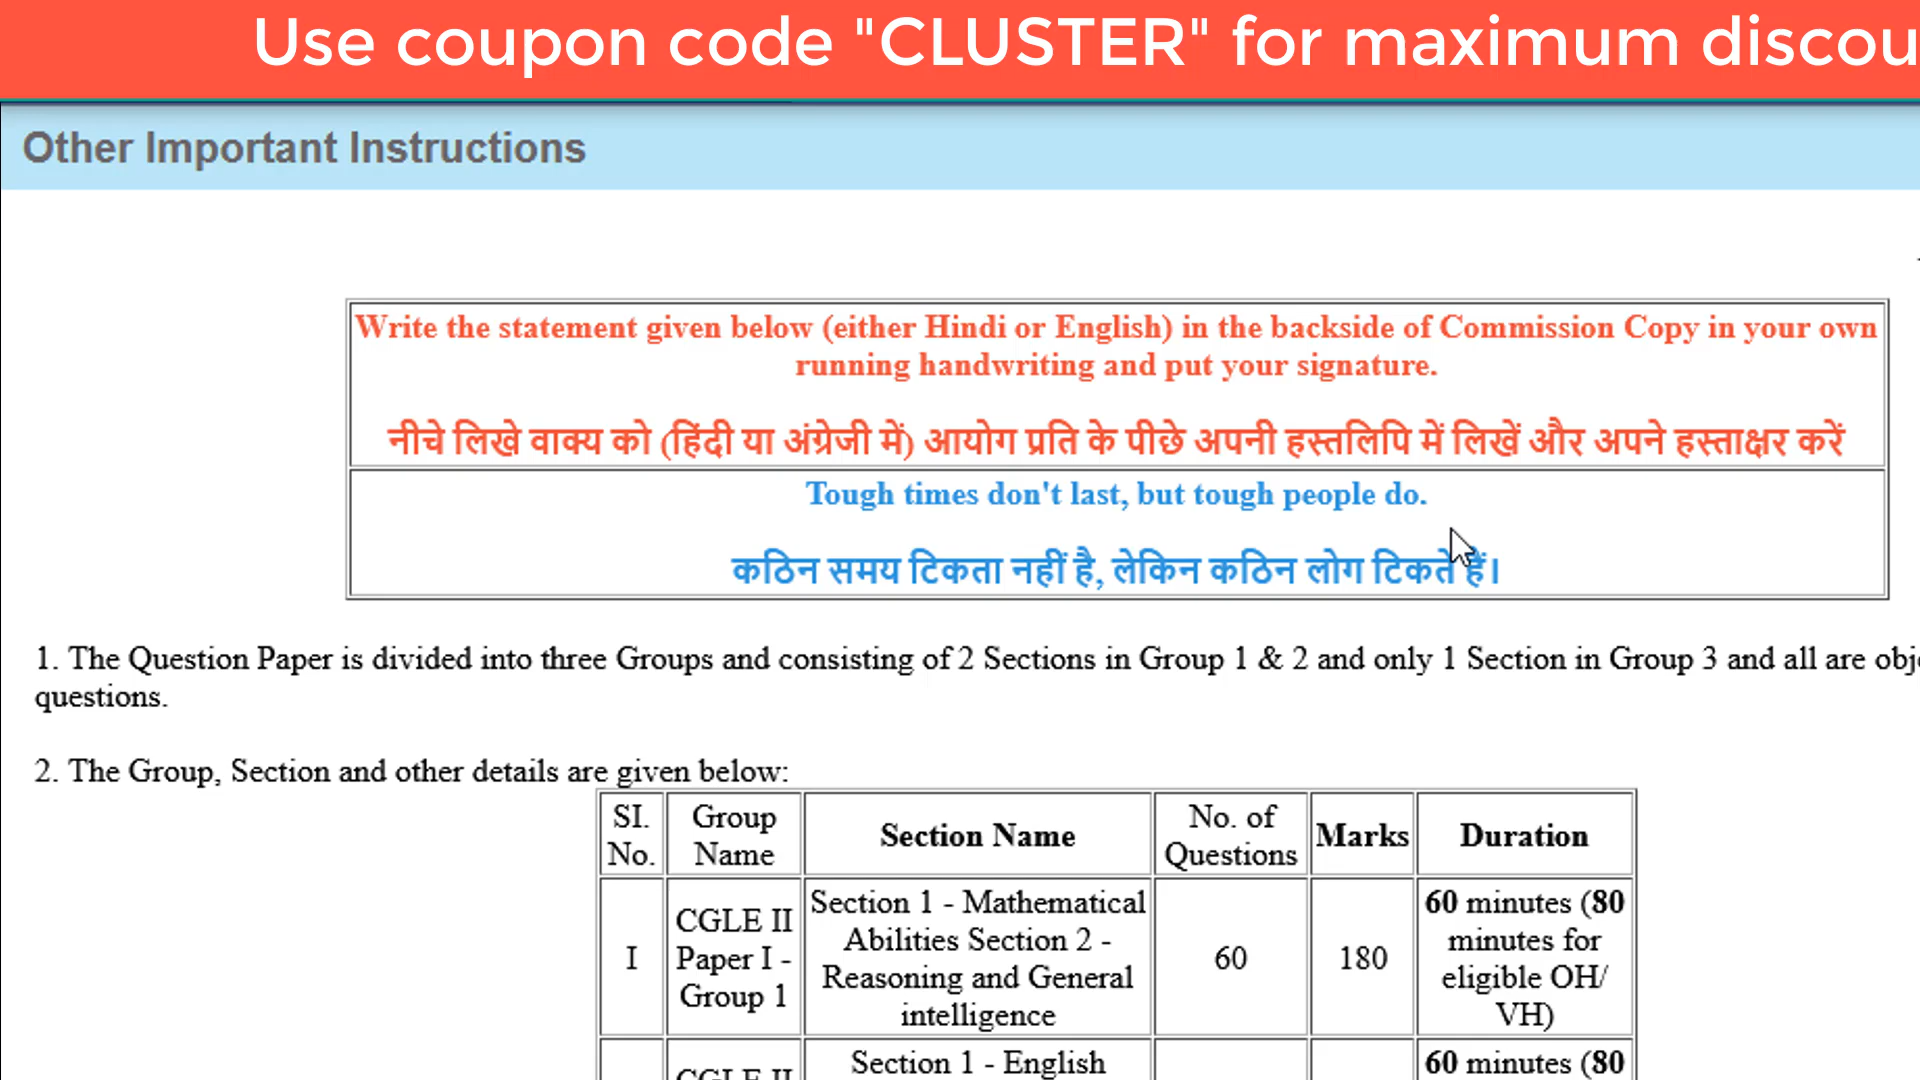 Use coupon code "CLUSTER" for maximum
Other Important Instructions
Write the statement given below (either Hindi or English) in the backside of Commission Copy in your own
running handwriting and put your signature.
नीचे लिखे वाक्य को (हिंदी या अंग्रेजी में) आयोग प्रति के पीछे अपनी हस्तलिपि में लिखें और अपने हस्ताक्षर करें
Tough times don't last, but tough people do.
कठिन समय टिकता नहीं है, लेकिन कठिन लोग टिकते हैं।
1. The Question Paper is divided into three Groups and consisting of 2 Sections in Group 1 & 2 and only 1 Section in Group 3 and all are
questions.
2. The Group, Section and other details are given below:
SI. No.
Group Name
Section Name
No. of Questions
Marks
Duration
I
CGLE II Paper I - Group 1
Section 1 - Mathematical
Abilities Section 2 -
Reasoning and General
intelligence
60
180
60 minutes (80
minutes for
eligible OH/
VH)
Section 1 - English
60 minutes (80